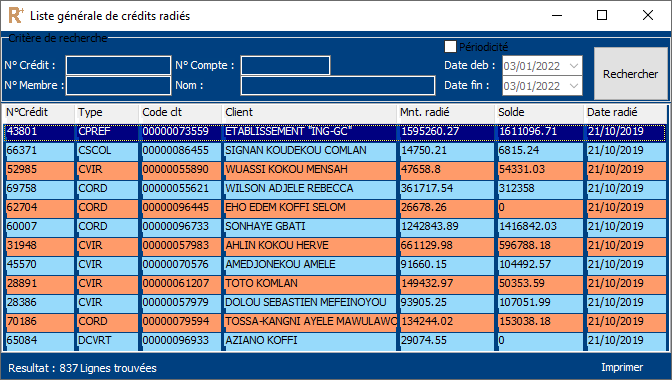 R+ Liste générale de crédits radiés
Critère de recherche
Périodicité
N° Crédit : N° Compte : Date deb : 03/01/2022
Rechercher
N° Membre : Nom : Date fin : 03/01/2022
N°Crédit Type Code clt Client Mnt. radié Solde Date radié
43801 CPREF 00000073559 ETABLISSEMENT "ING-GC" 1595260.27 1611096.71 21/10/2019
66371 CSCOL 00000086455 SIGNAN KOUDEKOU COMLAN 14750.21 6815.24 21/10/2019
52985 CVIR 00000055890 WUASSI KOKOU MENSAH 47658.8 54331.03 21/10/2019
69758 CORD 00000055621 WILSON ADJELE REBECCA 361717.54 312358 21/10/2019
62704 CORD 00000096445 EHO EDEM KOFFI SELOM 26678.26 0 21/10/2019
60007 CORD 00000096733 SONHAYE GBATI 1242843.89 1416842.03 21/10/2019
31948 CVIR 00000057983 AHLIN KOKOU HERVE 661129.98 596788.18 21/10/2019
45570 CVIR 00000070576 AMEDJONEKOU AMELE 91660.15 104492.57 21/10/2019
28891 CVIR 00000061207 TOTO KOMLAN 149432.97 50353.59 21/10/2019
28386 CVIR 00000057979 DOLOU SEBASTIEN MEFEINOYOU 93905.25 107051.99 21/10/2019
70186 CORD 00000079594 TOSSA-KANGNI AYELE MAWULAWO 134244.02 153038.18 21/10/2019
65084 DCVRT 00000096933 AZIANO KOFFI 29074.55 0 21/10/2019
Resultat : 837 Lignes trouvées Imprimer